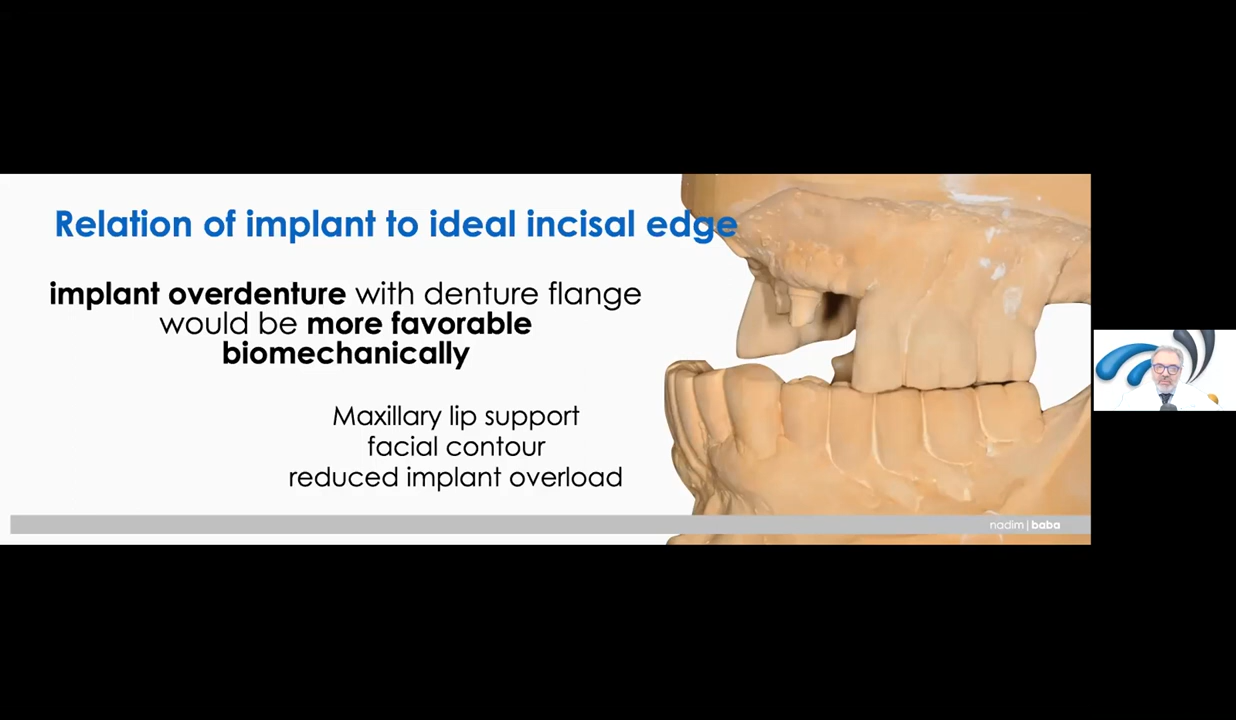 Relation of implant to ideal incisal edge
implant overdenture with denture flange
would be more favorable
biomechanically
Maxillary lip support
facial contour
reduced implant overload
nadim | baba